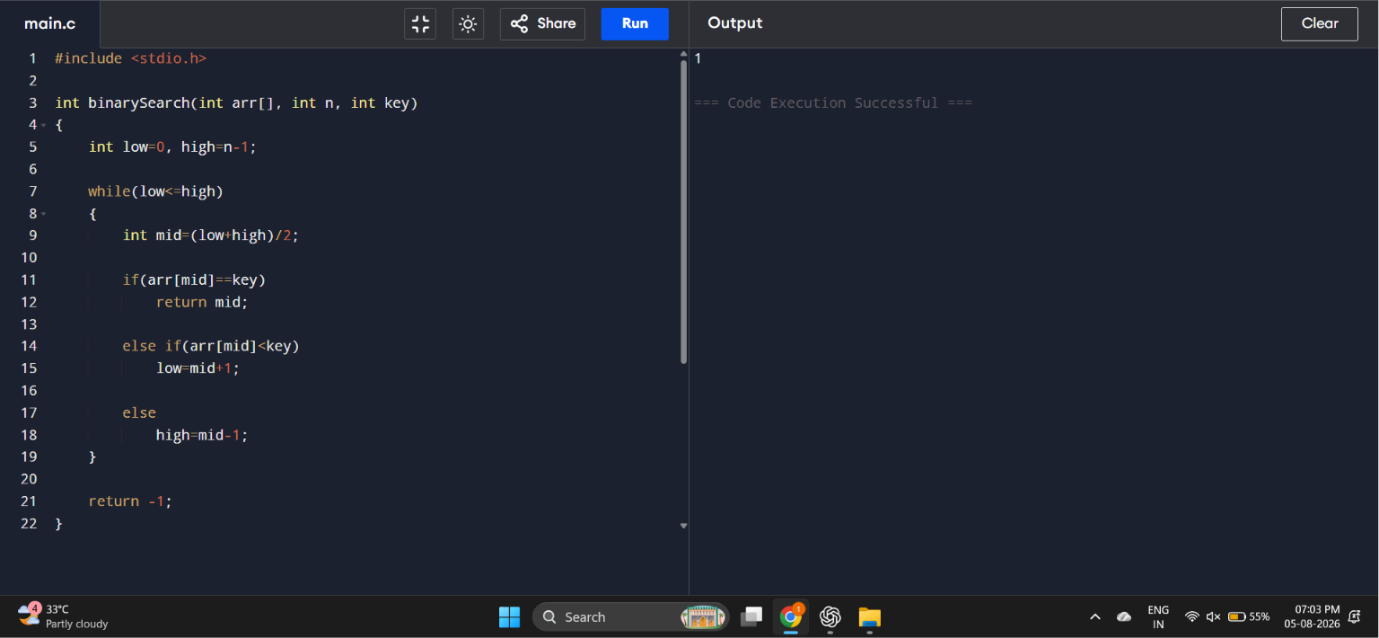 main.c
Share
Run
Output
Clear
1 #include <stdio.h>
2
3 int binarySearch(int arr[], int n, int key)
4 {
5     int low=0, high=n-1;
6
7     while(low<=high)
8     {
9         int mid=(low+high)/2;
10
11         if(arr[mid]==key)
12             return mid;
13
14         else if(arr[mid]<key)
15             low=mid+1;
16
17         else
18             high=mid-1;
19     }
20
21     return -1;
22 }
1
=== Code Execution Successful ===
4
33°C
Partly cloudy
Search
1
ENG
IN
55%
07:03 PM
05-08-2026